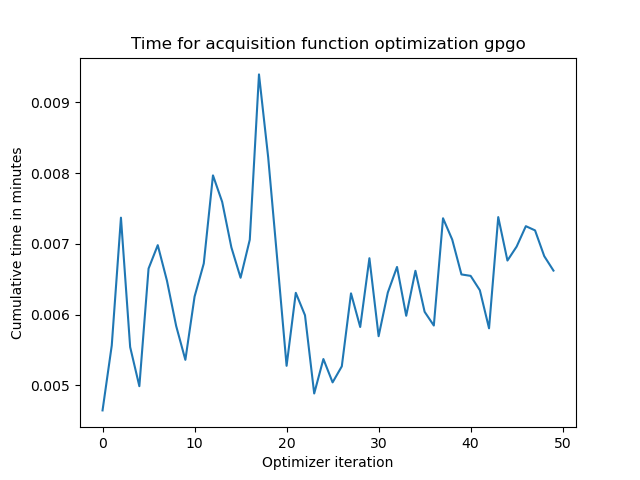 Time for acquisition function optimization gpgo
Cumulative time in minutes
0.009
0.008
0.007
0.006
0.005
0 10 20 30 40 50
Optimizer iteration